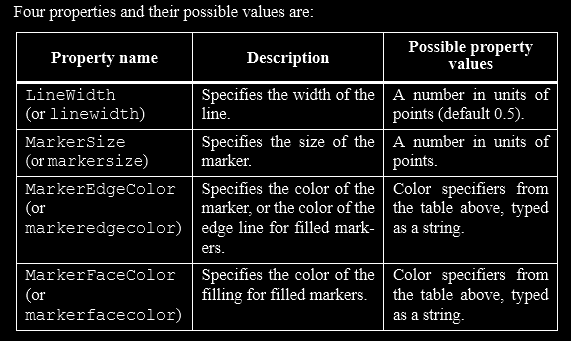 Four properties and their possible values are:
Property name
Description
Possible property
values
LineWidth
(or linewidth)
Specifies the width of the
line.
A number in units of
points (default 0.5).
MarkerSize
(or markersize)
Specifies the size of the
marker.
A number in units of
points.
MarkerEdgeColor
(or
markeredgecolor)
Specifies the color of the
marker, or the color of the
edge line for filled mark-
ers.
Color specifiers from
the table above, typed
as a string.
MarkerFaceColor
(or
markerfacecolor)
Specifies the color of the
filling for filled markers.
Color specifiers from
the table above, typed
as a string.